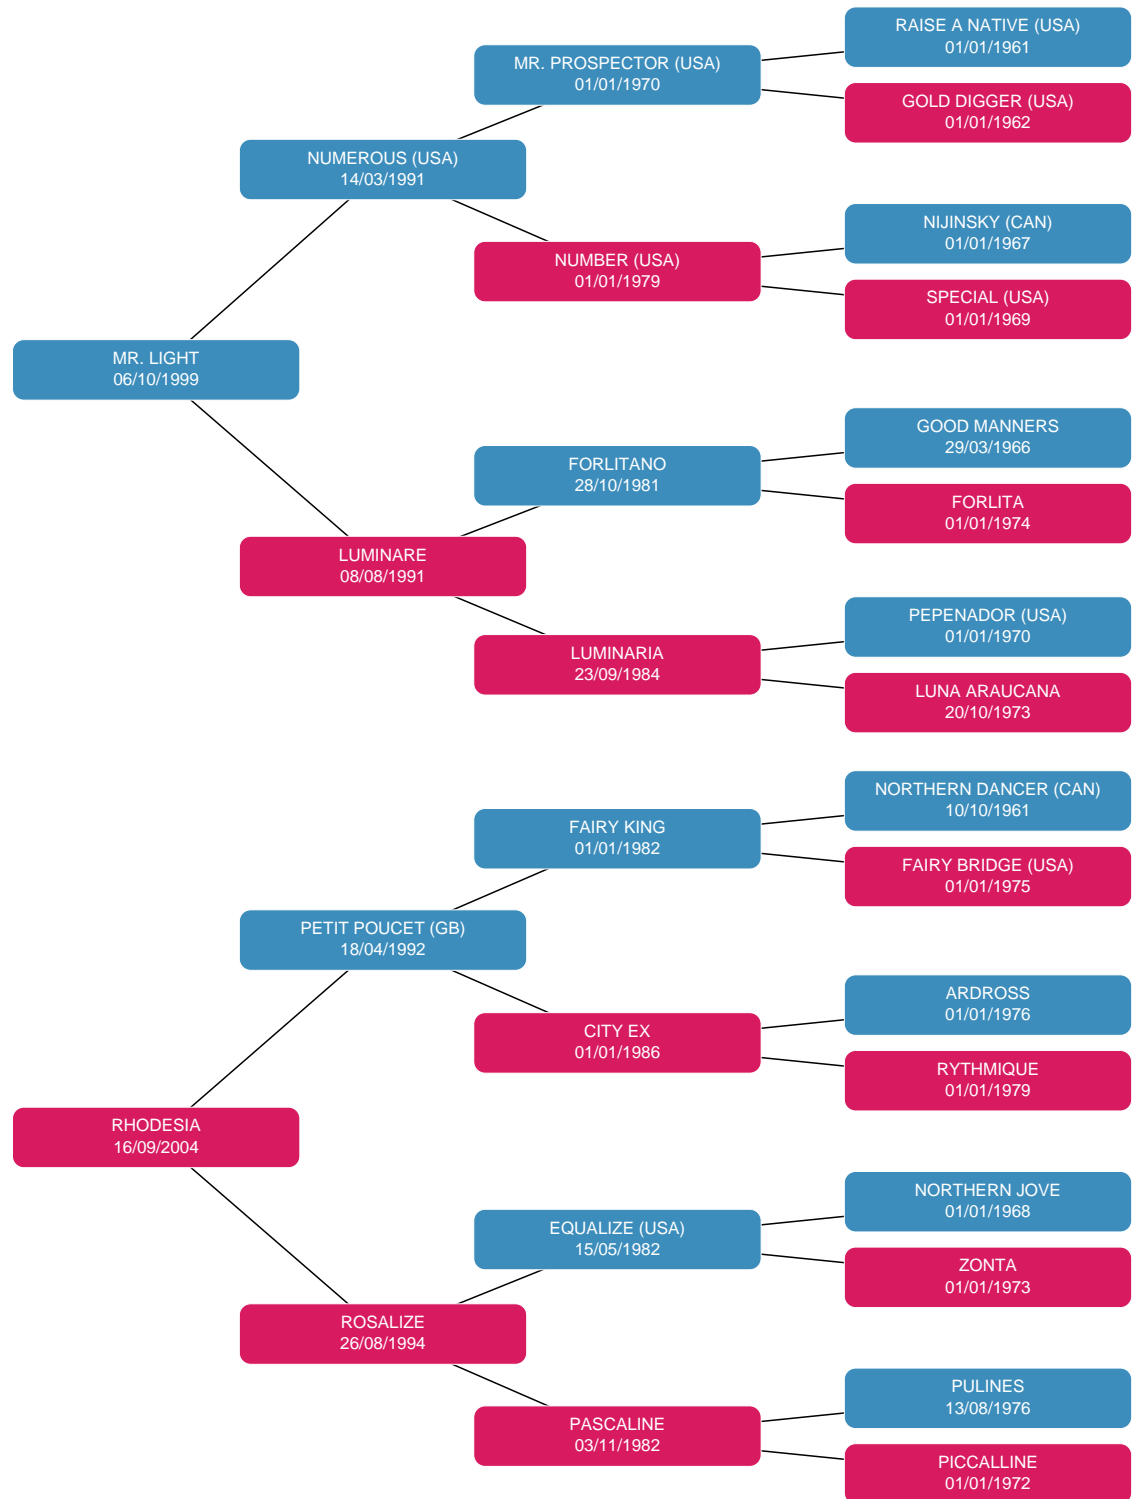 RAISE A NATIVE (USA)
01/01/1961
MR. PROSPECTOR (USA)
01/01/1970
GOLD DIGGER (USA)
01/01/1962
NUMEROUS (USA)
14/03/1991
NIJINSKY (CAN)
01/01/1967
NUMBER (USA)
01/01/1979
SPECIAL (USA)
01/01/1969
MR. LIGHT
06/10/1999
GOOD MANNERS
29/03/1966
FORLITANO
28/10/1981
FORLITA
01/01/1974
LUMINARE
08/08/1991
PEPENADOR (USA)
01/01/1970
LUMINARIA
23/09/1984
LUNA ARAUCANA
20/10/1973
NORTHERN DANCER (CAN)
10/10/1961
FAIRY KING
01/01/1982
FAIRY BRIDGE (USA)
01/01/1975
PETIT POUCET (GB)
18/04/1992
ARDROSS
01/01/1976
CITY EX
01/01/1986
RYTHMIQUE
01/01/1979
RHODESIA
16/09/2004
NORTHERN JOVE
01/01/1968
EQUALIZE (USA)
15/05/1982
ZONTA
01/01/1973
ROSALIZE
26/08/1994
PULINES
13/08/1976
PASCALINE
03/11/1982
PICCALLINE
01/01/1972